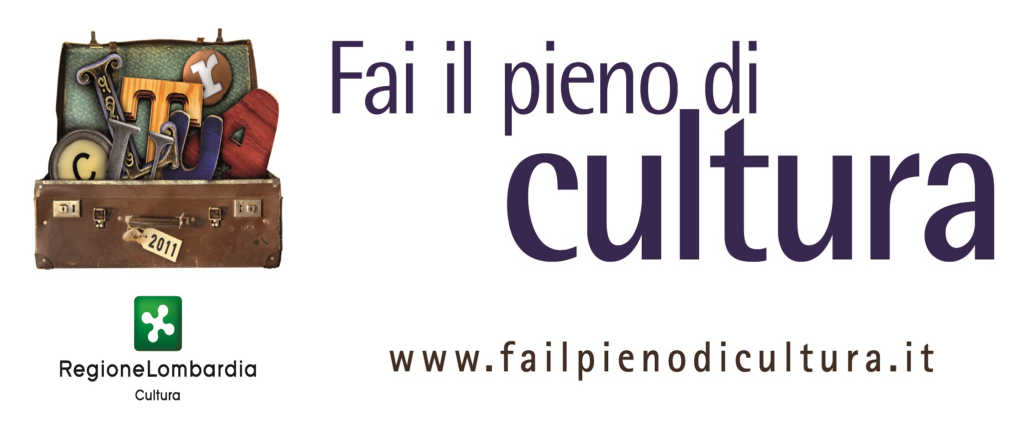 Fai il pieno di
cultura
C U L T U r A
2011
RegioneLombardia
Cultura
www.failpienodicultura.it